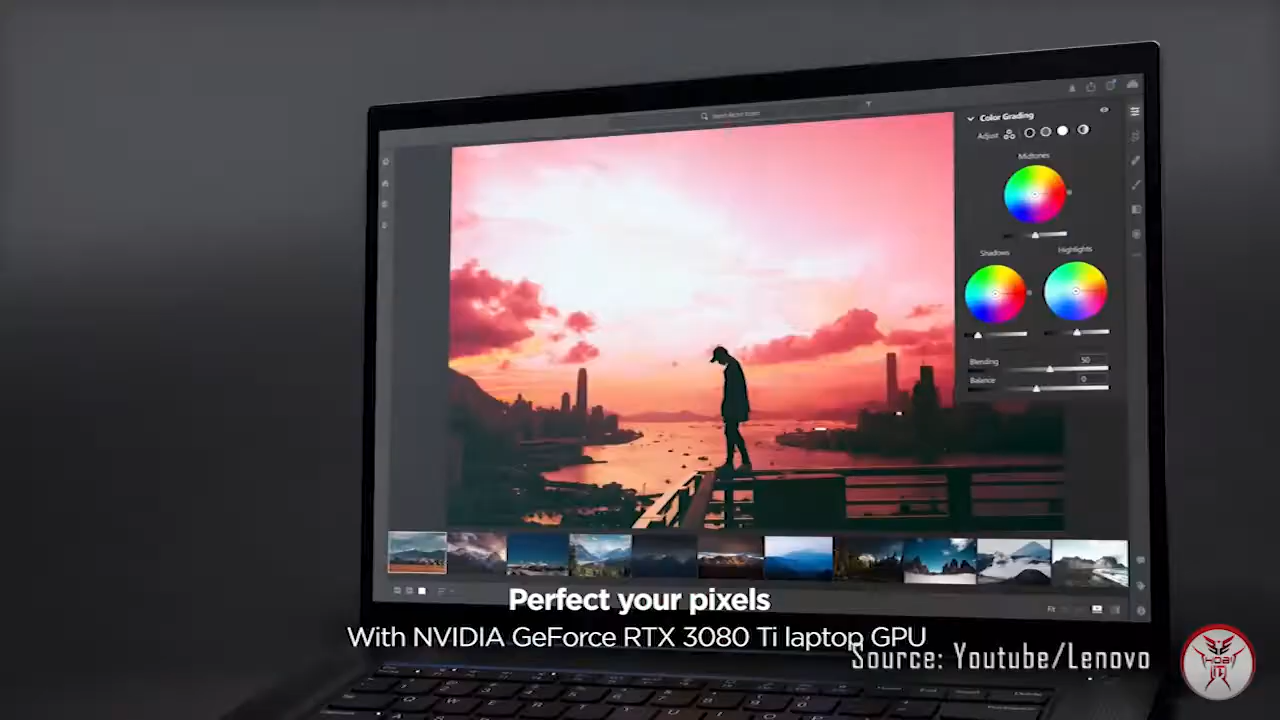 Color Grading
Adjust
Midtones
Shadows
Highlights
Blending
50
Balance
0
Fit
Perfect your pixels
With NVIDIA GeForce RTX 3080 Ti laptop GPU
Source: Youtube/Lenovo